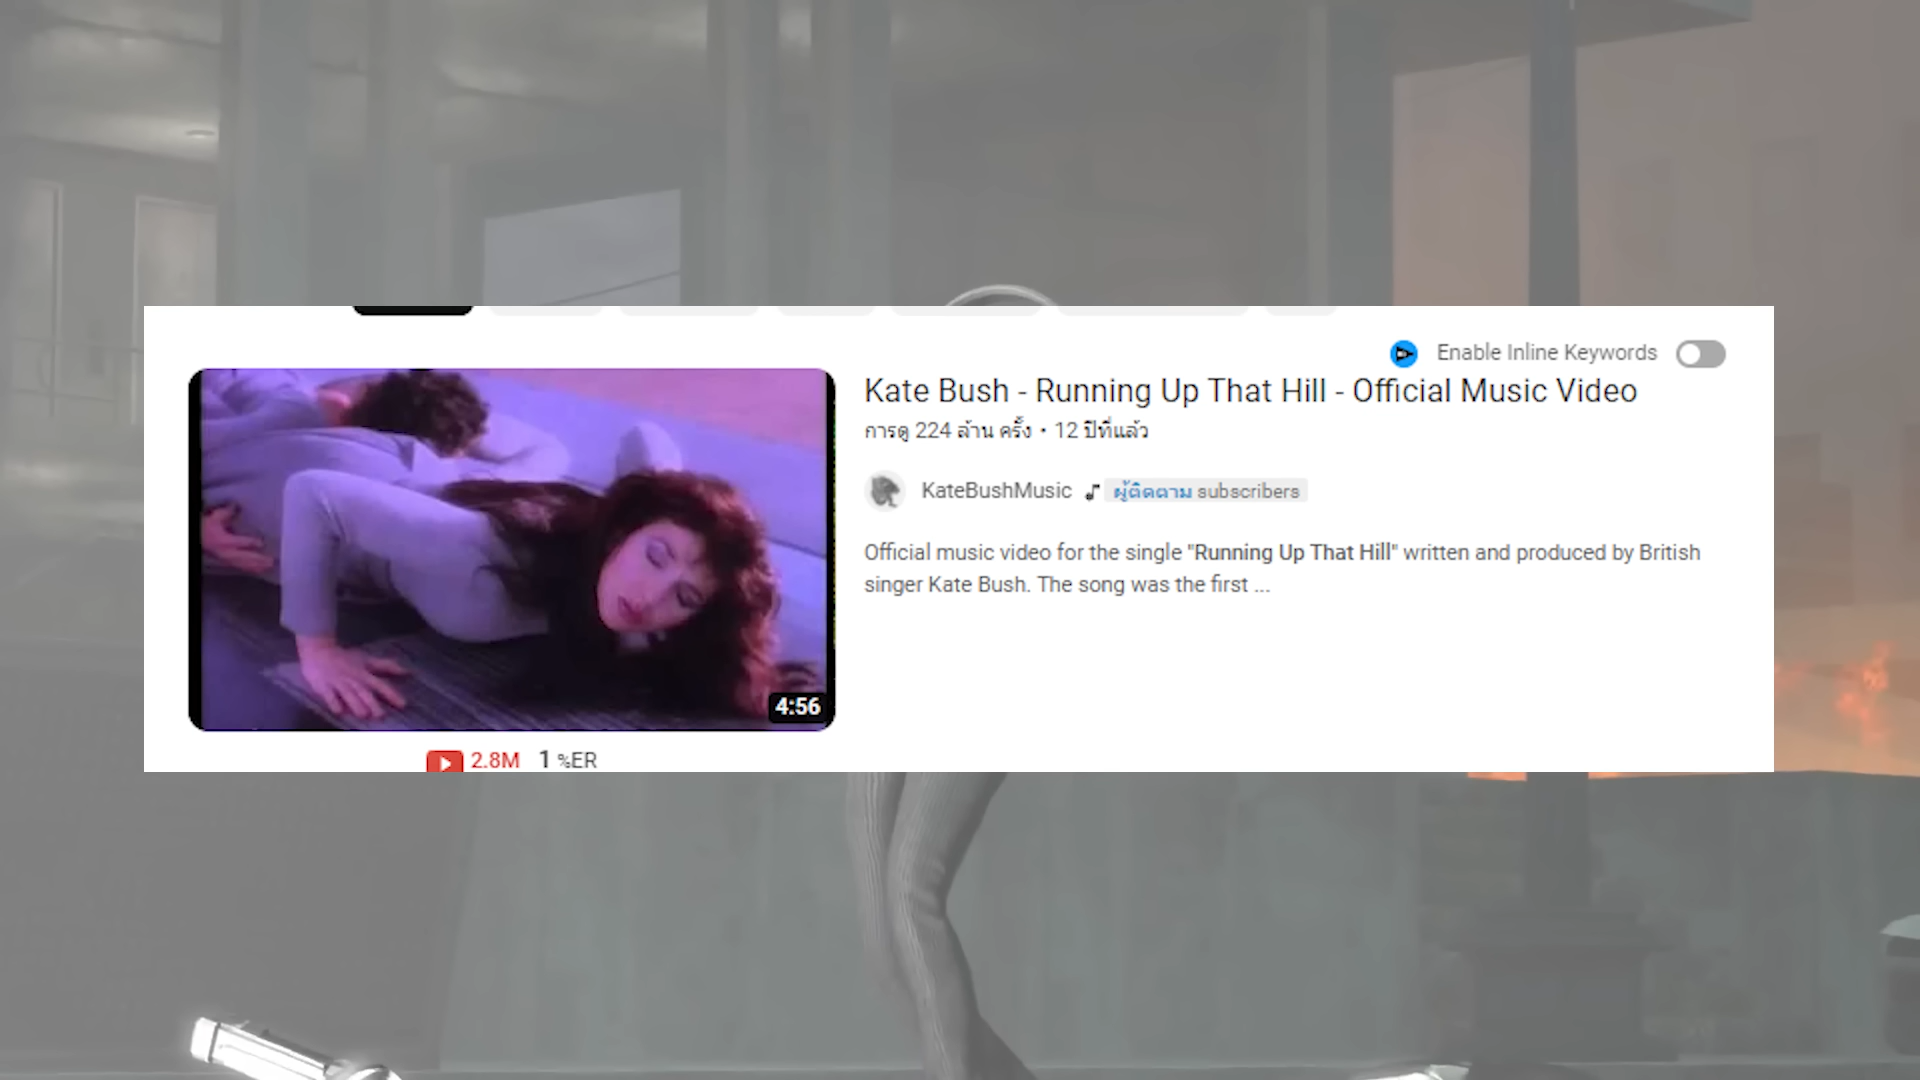 Enable Inline Keywords
Kate Bush - Running Up That Hill - Official Music Video
การดู 224 ล้าน ครั้ง • 12 ปีที่แล้ว
KateBushMusic ผู้ติดตาม subscribers
Official music video for the single "Running Up That Hill" written and produced by British
singer Kate Bush. The song was the first ...
4:56
2.8M 1 %ER